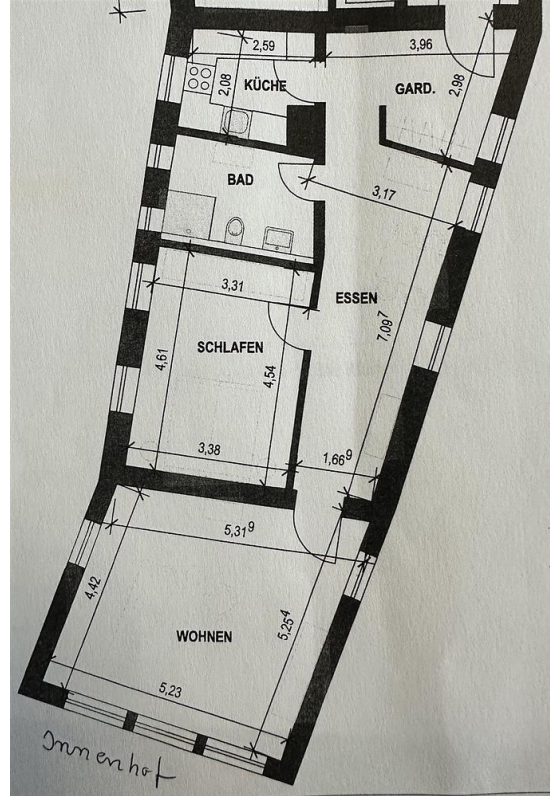 2,59
3,96
2,08
KÜCHE
GARD.
2,98
BAD
3,17
3,31
ESSEN
7,09⁷
SCHLAFEN
4,61
4,54
3,38
1,66⁹
5,31⁹
4,42
5,25⁴
WOHNEN
5,23
Innenhof